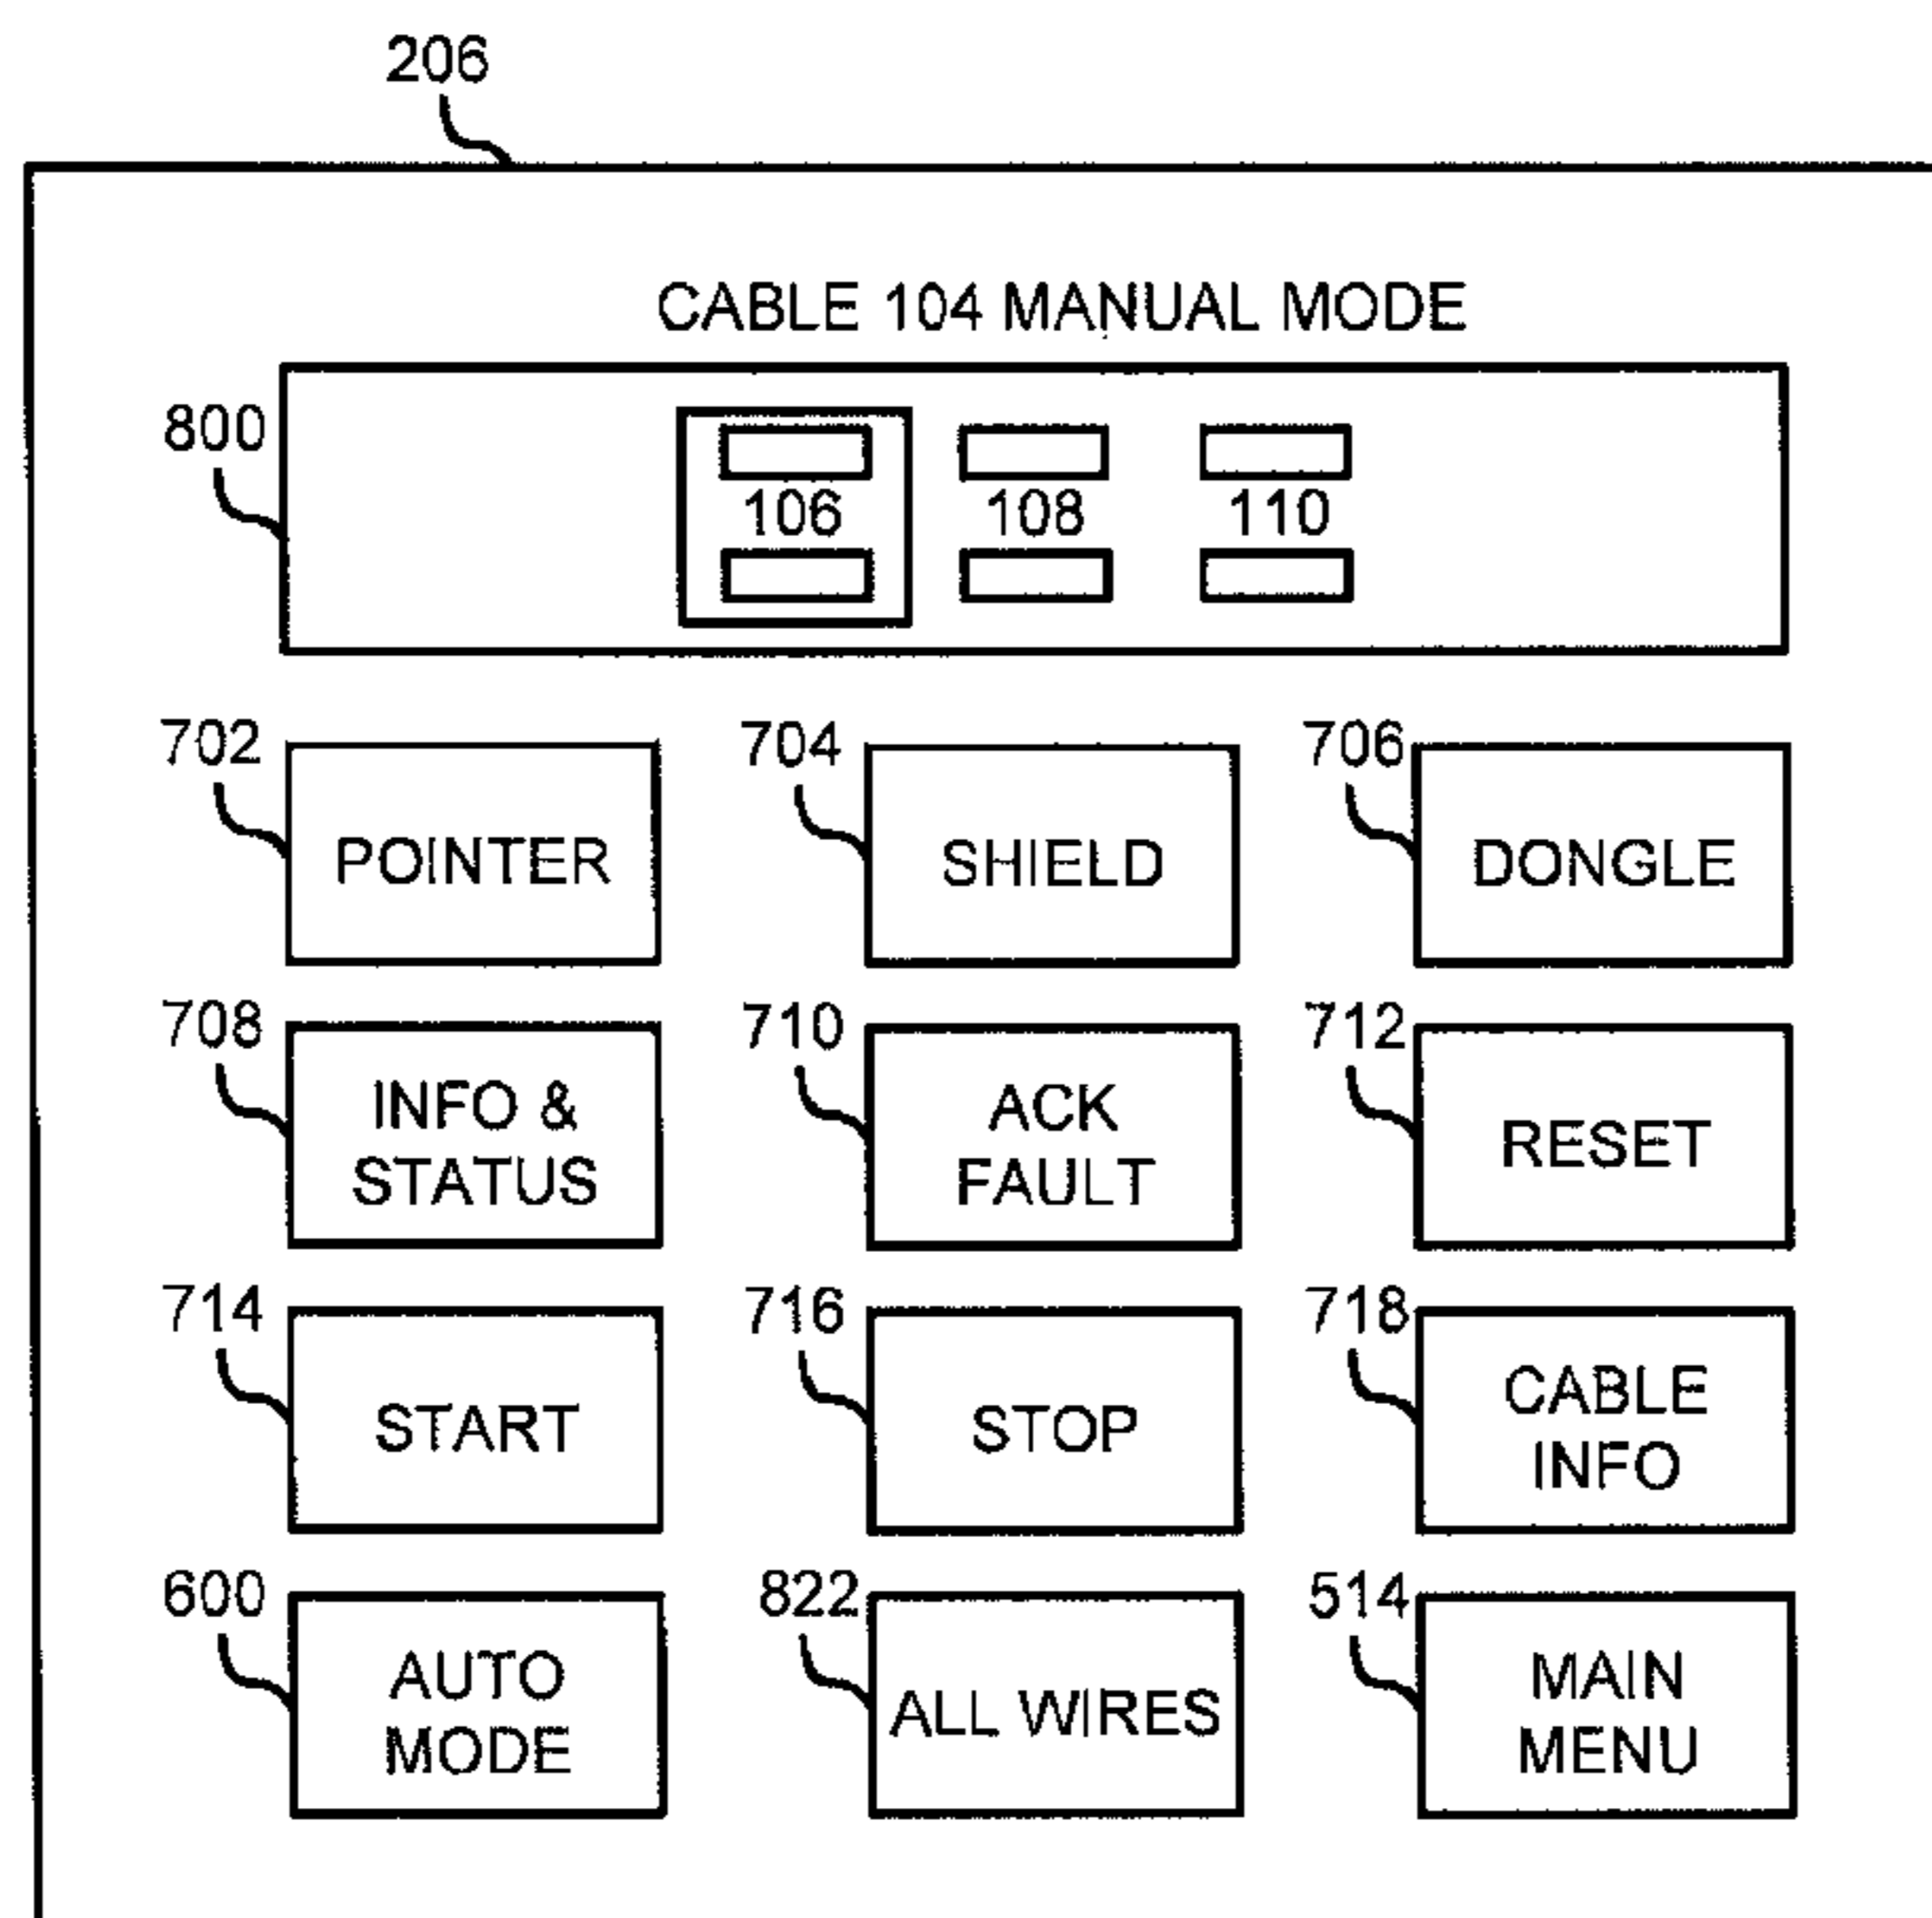 206
CABLE 104 MANUAL MODE
800
106 108 110
702 704 706
POINTER SHIELD DONGLE
708 710 712
INFO & STATUS
ACK FAULT
RESET
714 716 718
START STOP
CABLE INFO
600 822 514
AUTO MODE
ALL WIRES
MAIN MENU